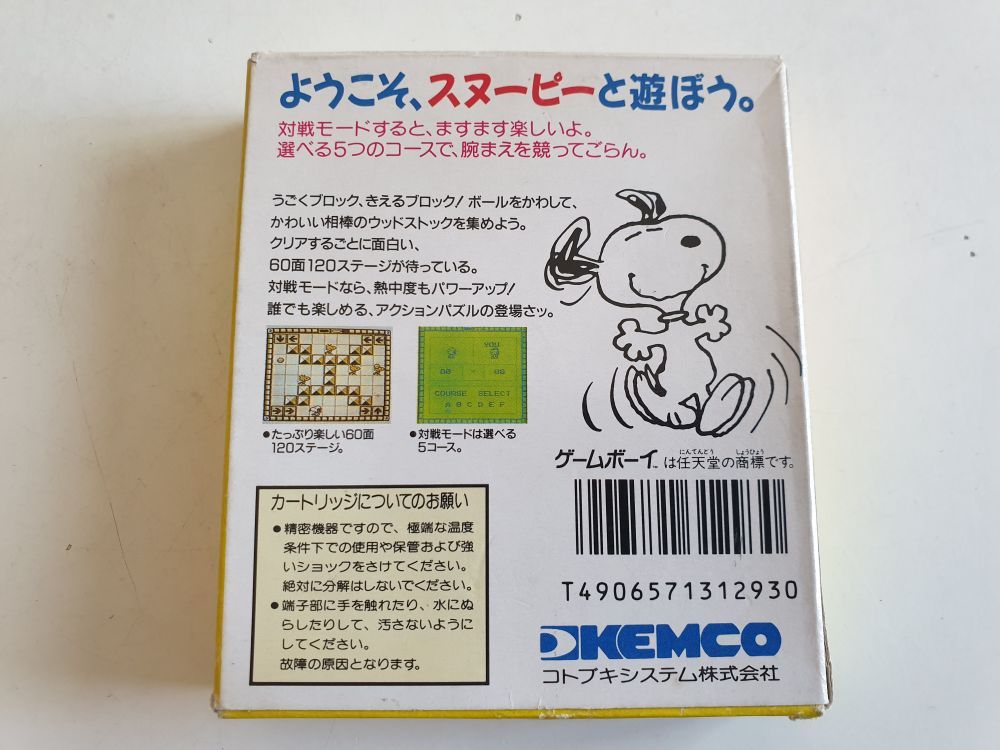 ようこそ、スヌーピーと遊ぼう。
対戦モードすると、ますます楽しいよ。
選べる5つのコースで、腕まえを競ってごらん。
うごくブロック、きえるブロック!ボールをかわして、
かわいい相棒のウッドストックを集めよう。
クリアするごとに面白い、
60面120ステージが待っている。
対戦モードなら、熱中度もパワーアップ!
誰でも楽しめる、アクションパズルの登場さッ。
YOU
00 × 00
COURSE SELECT
A B C D E F
●たっぷり楽しい60面
120ステージ。
●対戦モードは選べる
5コース。
ゲームボーイ™は任天堂の商標です。
にんてんどう しょうひょう
カートリッジについてのお願い
●精密機器ですので、極端な温度
条件下での使用や保管および強
いショックをさけてください。
絶対に分解はしないでください。
●端子部に手を触れたり、水にぬ
らしたりして、汚さないように
してください。
故障の原因となります。
T4906571312930
KEMCO
コトブキシステム株式会社